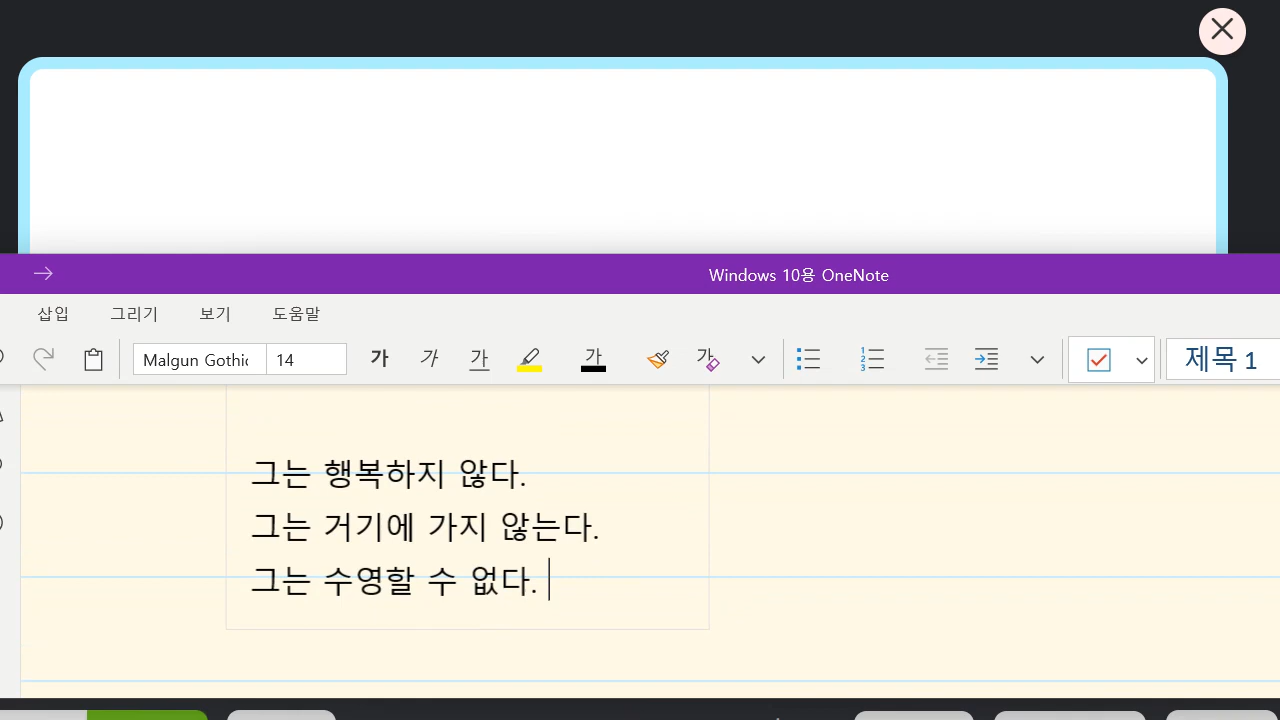 Windows 10용 OneNote
삽입 그리기 보기 도움말
Malgun Gothic 14 가 가 가 가 가 제목 1
그는 행복하지 않다.
그는 거기에 가지 않는다.
그는 수영할 수 없다.